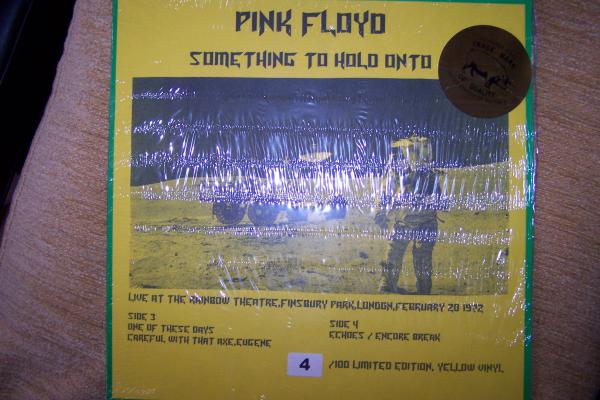 PINK FLOYD
SOMETHING TO HOLD ONTO
TRADE MARK
LIVE AT THE RAINBOW THEATRE,FINSBURY PARK,LONDON,FEBRUARY 20 1972
SIDE 3
ONE OF THESE DAYS
CAREFUL WITH THAT AXE,EUGENE
SIDE 4
ECHOES / ENCORE BREAK
4 /100 LIMITED EDITION, YELLOW VINYL